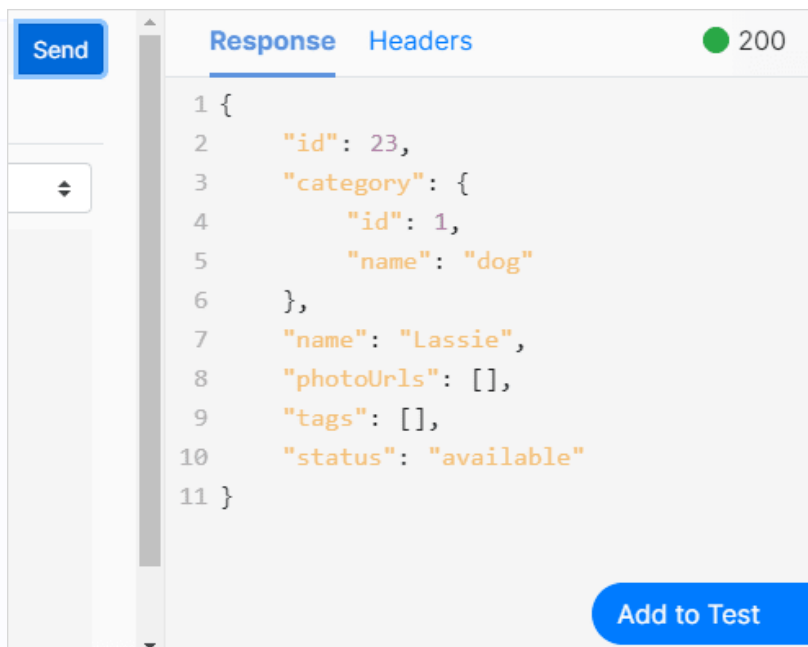 Send
Response Headers 200
1 {
2 "id": 23,
3 "category": {
4 "id": 1,
5 "name": "dog"
6 },
7 "name": "Lassie",
8 "photoUrls": [],
9 "tags": [],
10 "status": "available"
11 }
Add to Test